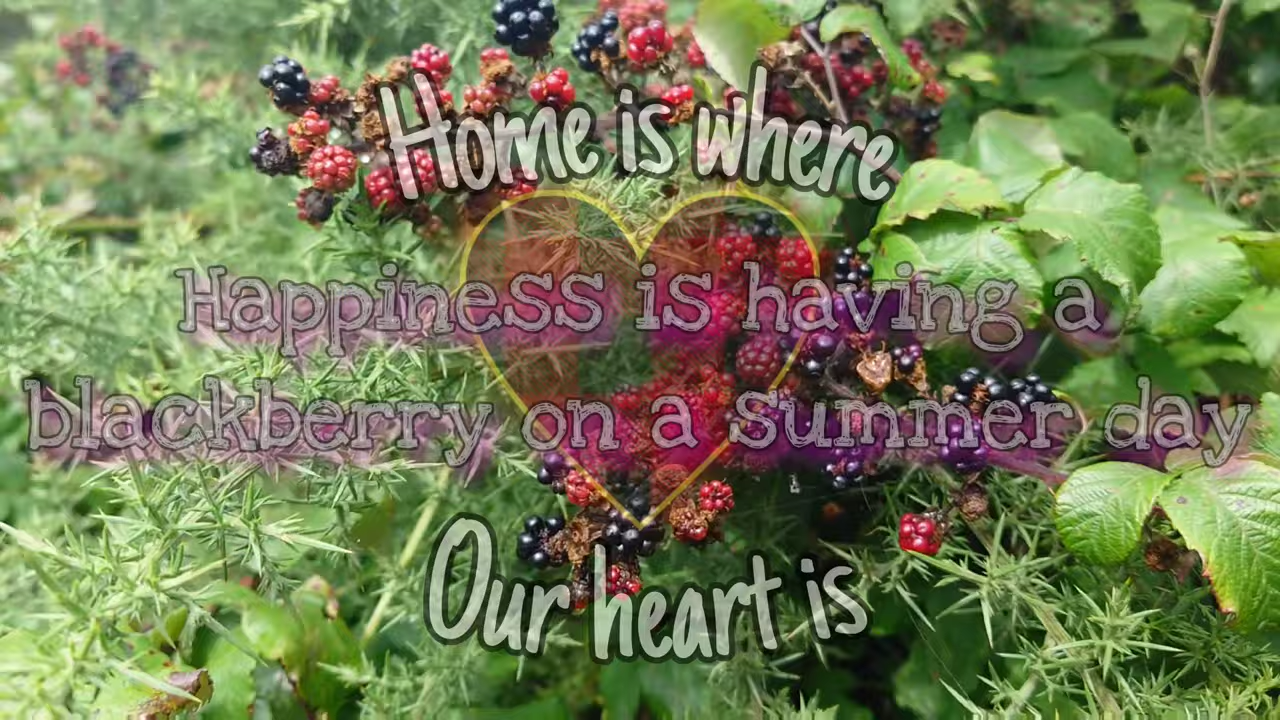 Home is where
Happiness is having a
blackberry on a summer day
Our heart is